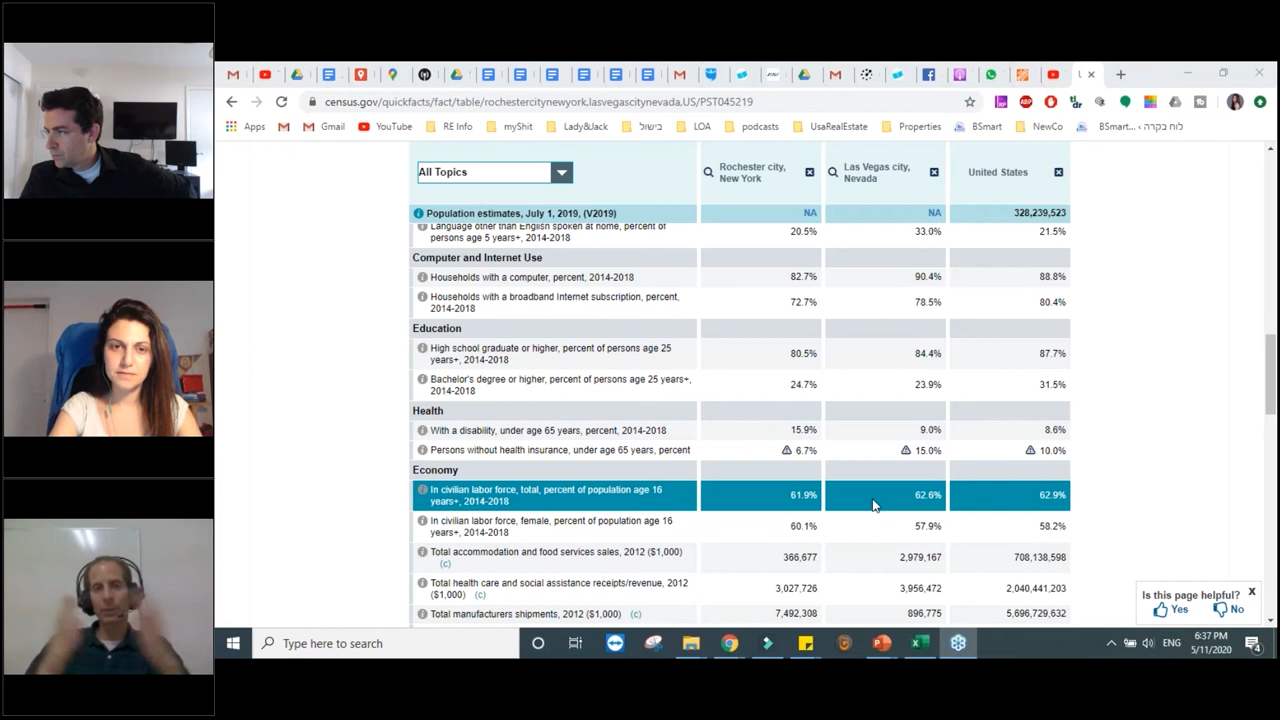 census.gov/quickfacts/fact/table/rochestercitynewyork,lasvegascitynevada,US/PST045219
Apps Gmail YouTube RE Info myShit Lady&Jack בישול LOA podcasts UsaRealEstate Properties BSmart NewCo BSmart... לוח בקרה
All Topics
Rochester city,
New York
Las Vegas city,
Nevada
United States
Population estimates, July 1, 2019, (V2019) NA NA 328,239,523
Language other than English spoken at home, percent of
persons age 5 years+, 2014-2018 20.5% 33.0% 21.5%
Computer and Internet Use
Households with a computer, percent, 2014-2018 82.7% 90.4% 88.8%
Households with a broadband Internet subscription, percent,
2014-2018 72.7% 78.5% 80.4%
Education
High school graduate or higher, percent of persons age 25
years+, 2014-2018 80.5% 84.4% 87.7%
Bachelor's degree or higher, percent of persons age 25 years+,
2014-2018 24.7% 23.9% 31.5%
Health
With a disability, under age 65 years, percent, 2014-2018 15.9% 9.0% 8.6%
Persons without health insurance, under age 65 years, percent 6.7% 15.0% 10.0%
Economy
In civilian labor force, total, percent of population age 16
years+, 2014-2018 61.9% 62.6% 62.9%
In civilian labor force, female, percent of population age 16
years+, 2014-2018 60.1% 57.9% 58.2%
Total accommodation and food services sales, 2012 ($1,000)
(c) 366,677 2,979,167 708,138,598
Total health care and social assistance receipts/revenue, 2012
($1,000) (c) 3,027,726 3,956,472 2,040,441,203
Total manufacturers shipments, 2012 ($1,000) (c) 7,492,308 896,775 5,696,729,632
Is this page helpful? X
Yes No
Type here to search
ENG
6:37 PM
5/11/2020
4